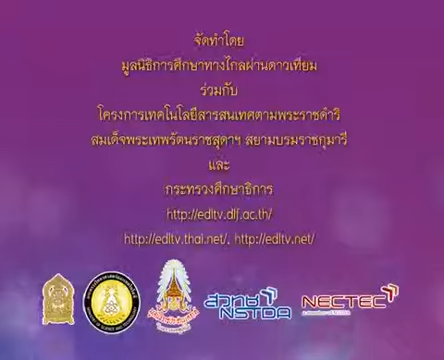 จัดทำโดย
มูลนิธิการศึกษาทางไกลผ่านดาวเทียม
ร่วมกับ
โครงการเทคโนโลยีสารสนเทศตามพระราชดำริ
สมเด็จพระเทพรัตนราชสุดาฯ สยามบรมราชกุมารี
และ
กระทรวงศึกษาธิการ
http://edltv.dlf.ac.th/
http://edltv.thai.net/, http://edltv.net/
สวทช NECTEC
NSTDA